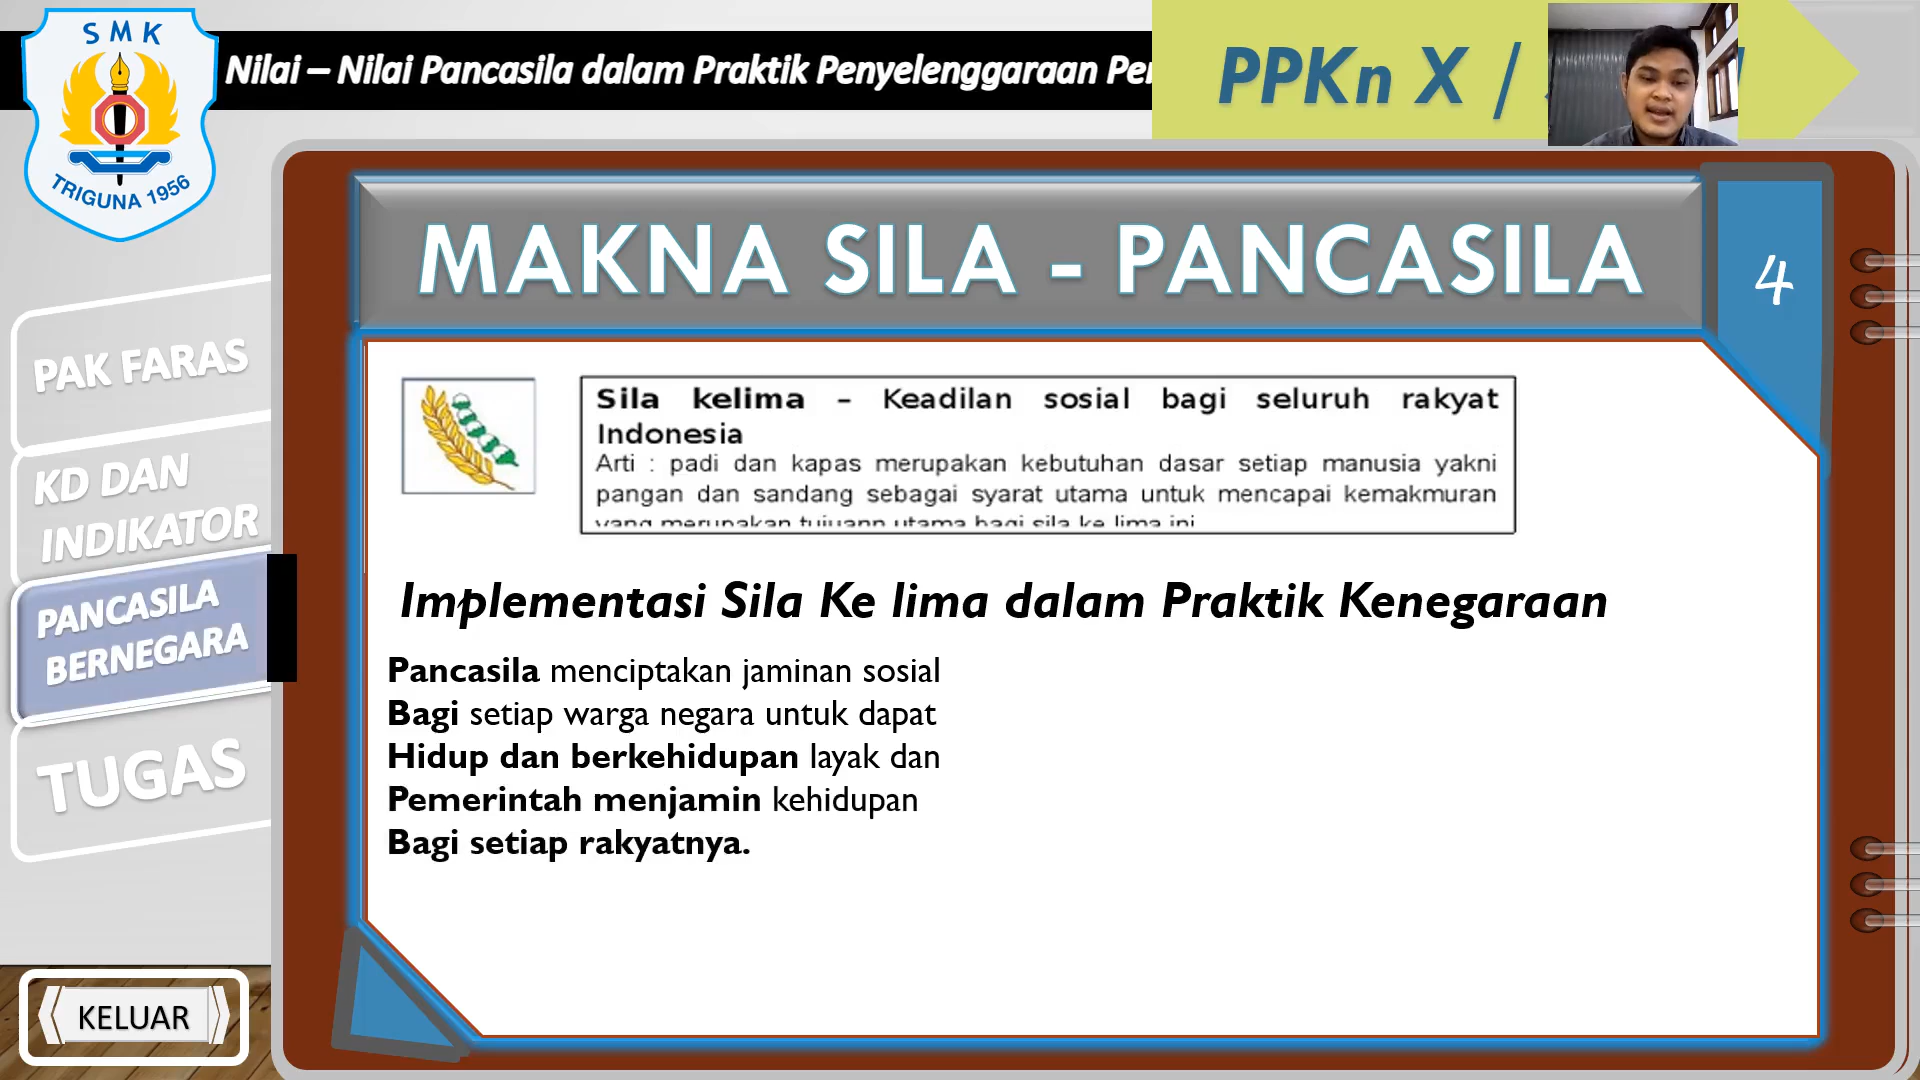 SMK
TRIGUNA 1956
Nilai – Nilai Pancasila dalam Praktik Penyelenggaraan
PPKn X /
MAKNA SILA - PANCASILA
4
PAK FARAS
KD DAN
INDIKATOR
PANCASILA
BERNEGARA
TUGAS
KELUAR
Sila kelima – Keadilan sosial bagi seluruh rakyat
Indonesia
Arti : padi dan kapas merupakan kebutuhan dasar setiap manusia yakni
pangan dan sandang sebagai syarat utama untuk mencapai kemakmuran
yang merupakan tujuann utama bagi sila ke lima ini
Implementasi Sila Ke lima dalam Praktik Kenegaraan
Pancasila menciptakan jaminan sosial
Bagi setiap warga negara untuk dapat
Hidup dan berkehidupan layak dan
Pemerintah menjamin kehidupan
Bagi setiap rakyatnya.